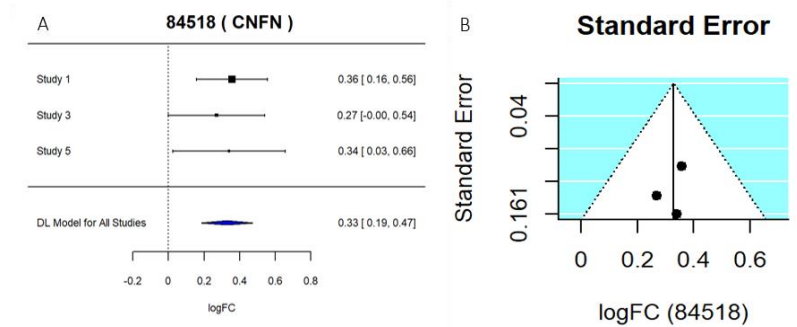 A
84518 ( CNFN )
Study 1
0.36 [ 0.16, 0.56]
Study 3
0.27 [-0.00, 0.54]
Study 5
0.34 [ 0.03, 0.66]
DL Model for All Studies
0.33 [ 0.19, 0.47]
-0.2 0 0.2 0.4 0.6 0.8
logFC
B
Standard Error
Standard Error
0.04
0.161
0 0.2 0.4 0.6
logFC (84518)